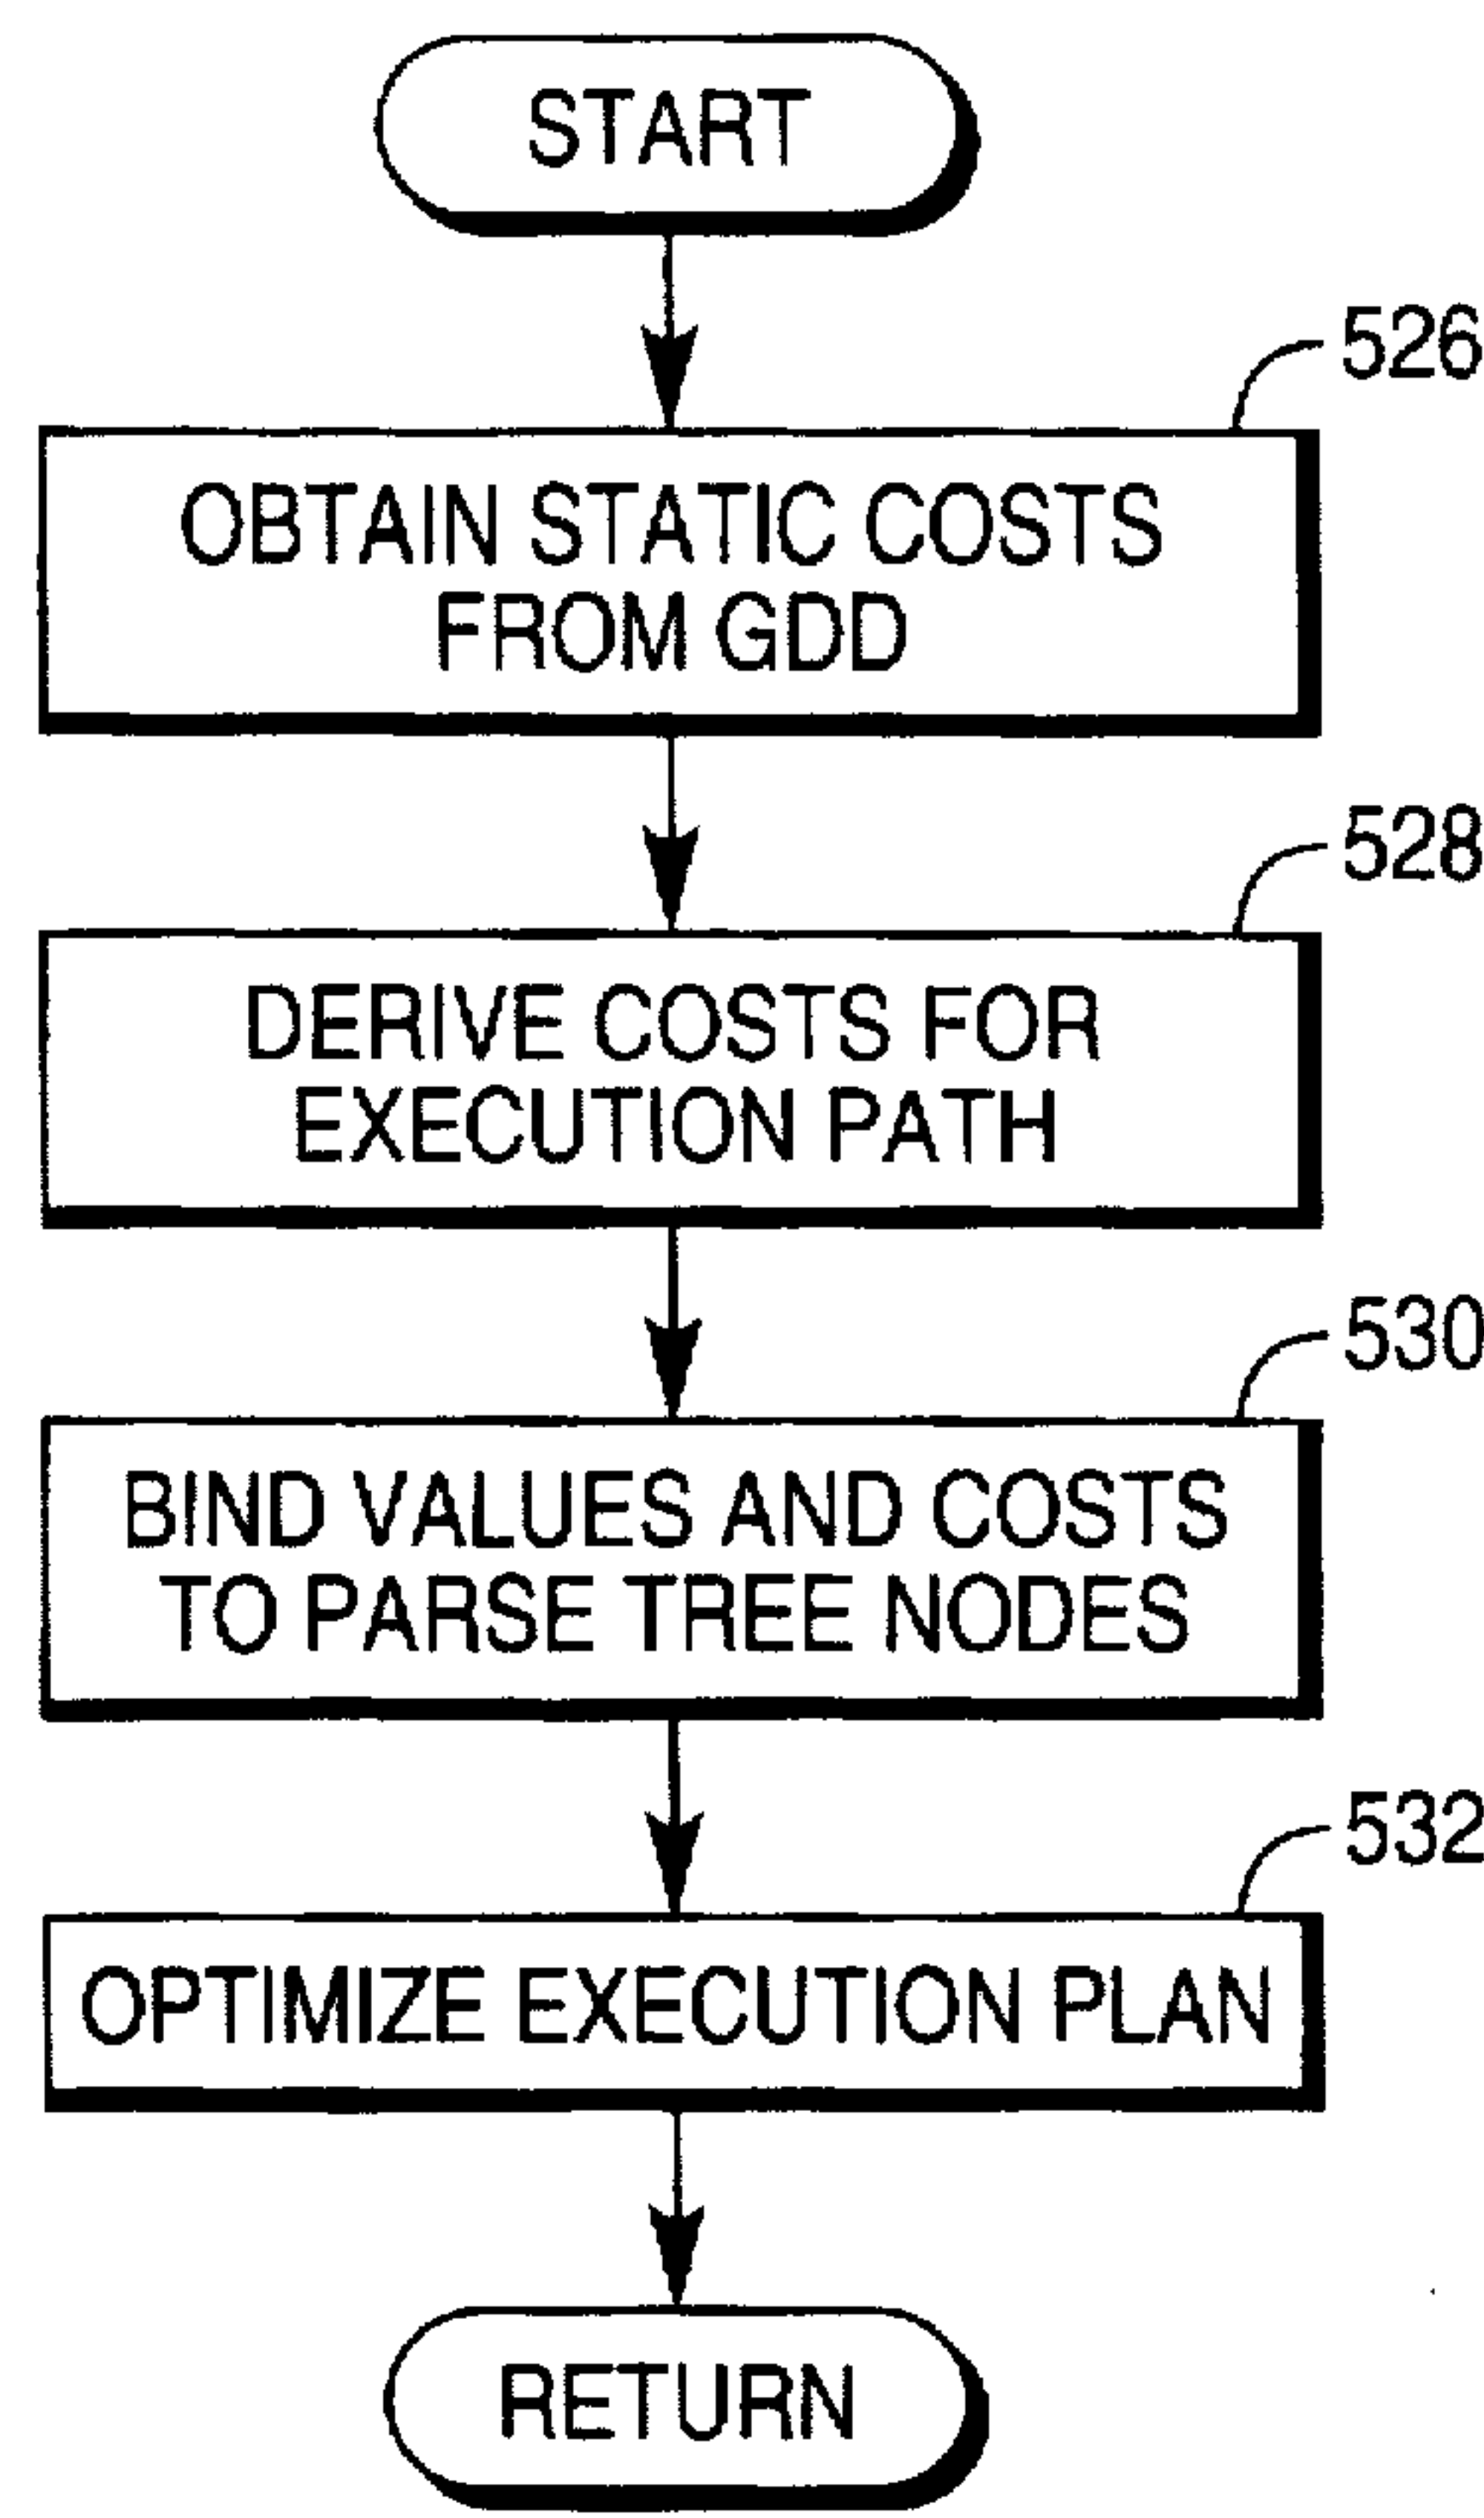 START
526
OBTAIN STATIC COSTS
FROM GDD
528
DERIVE COSTS FOR
EXECUTION PATH
530
BIND VALUES AND COSTS
TO PARSE TREE NODES
532
OPTIMIZE EXECUTION PLAN
RETURN